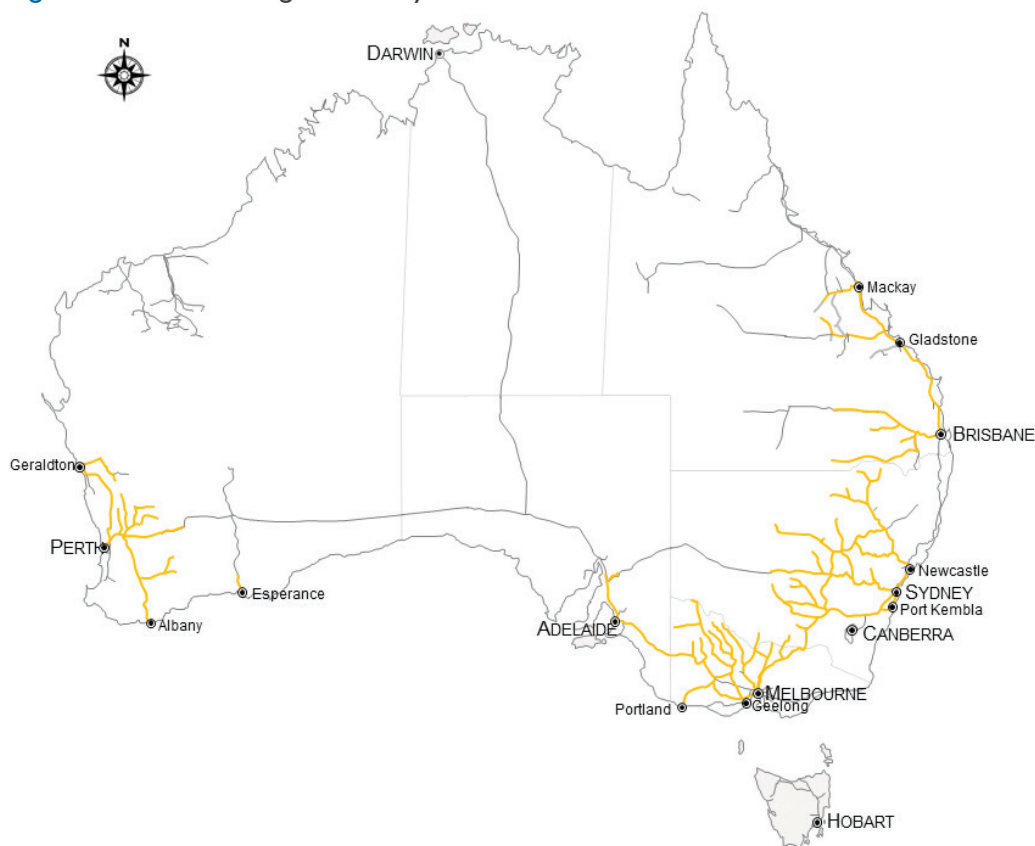 N
DARWIN
Mackay
Gladstone
BRISBANE
Geraldton
PERTH
Newcastle
Esperance
SYDNEY
Port Kembla
Albany
ADELAIDE
CANBERRA
MELBOURNE
Geelong
Portland
HOBART